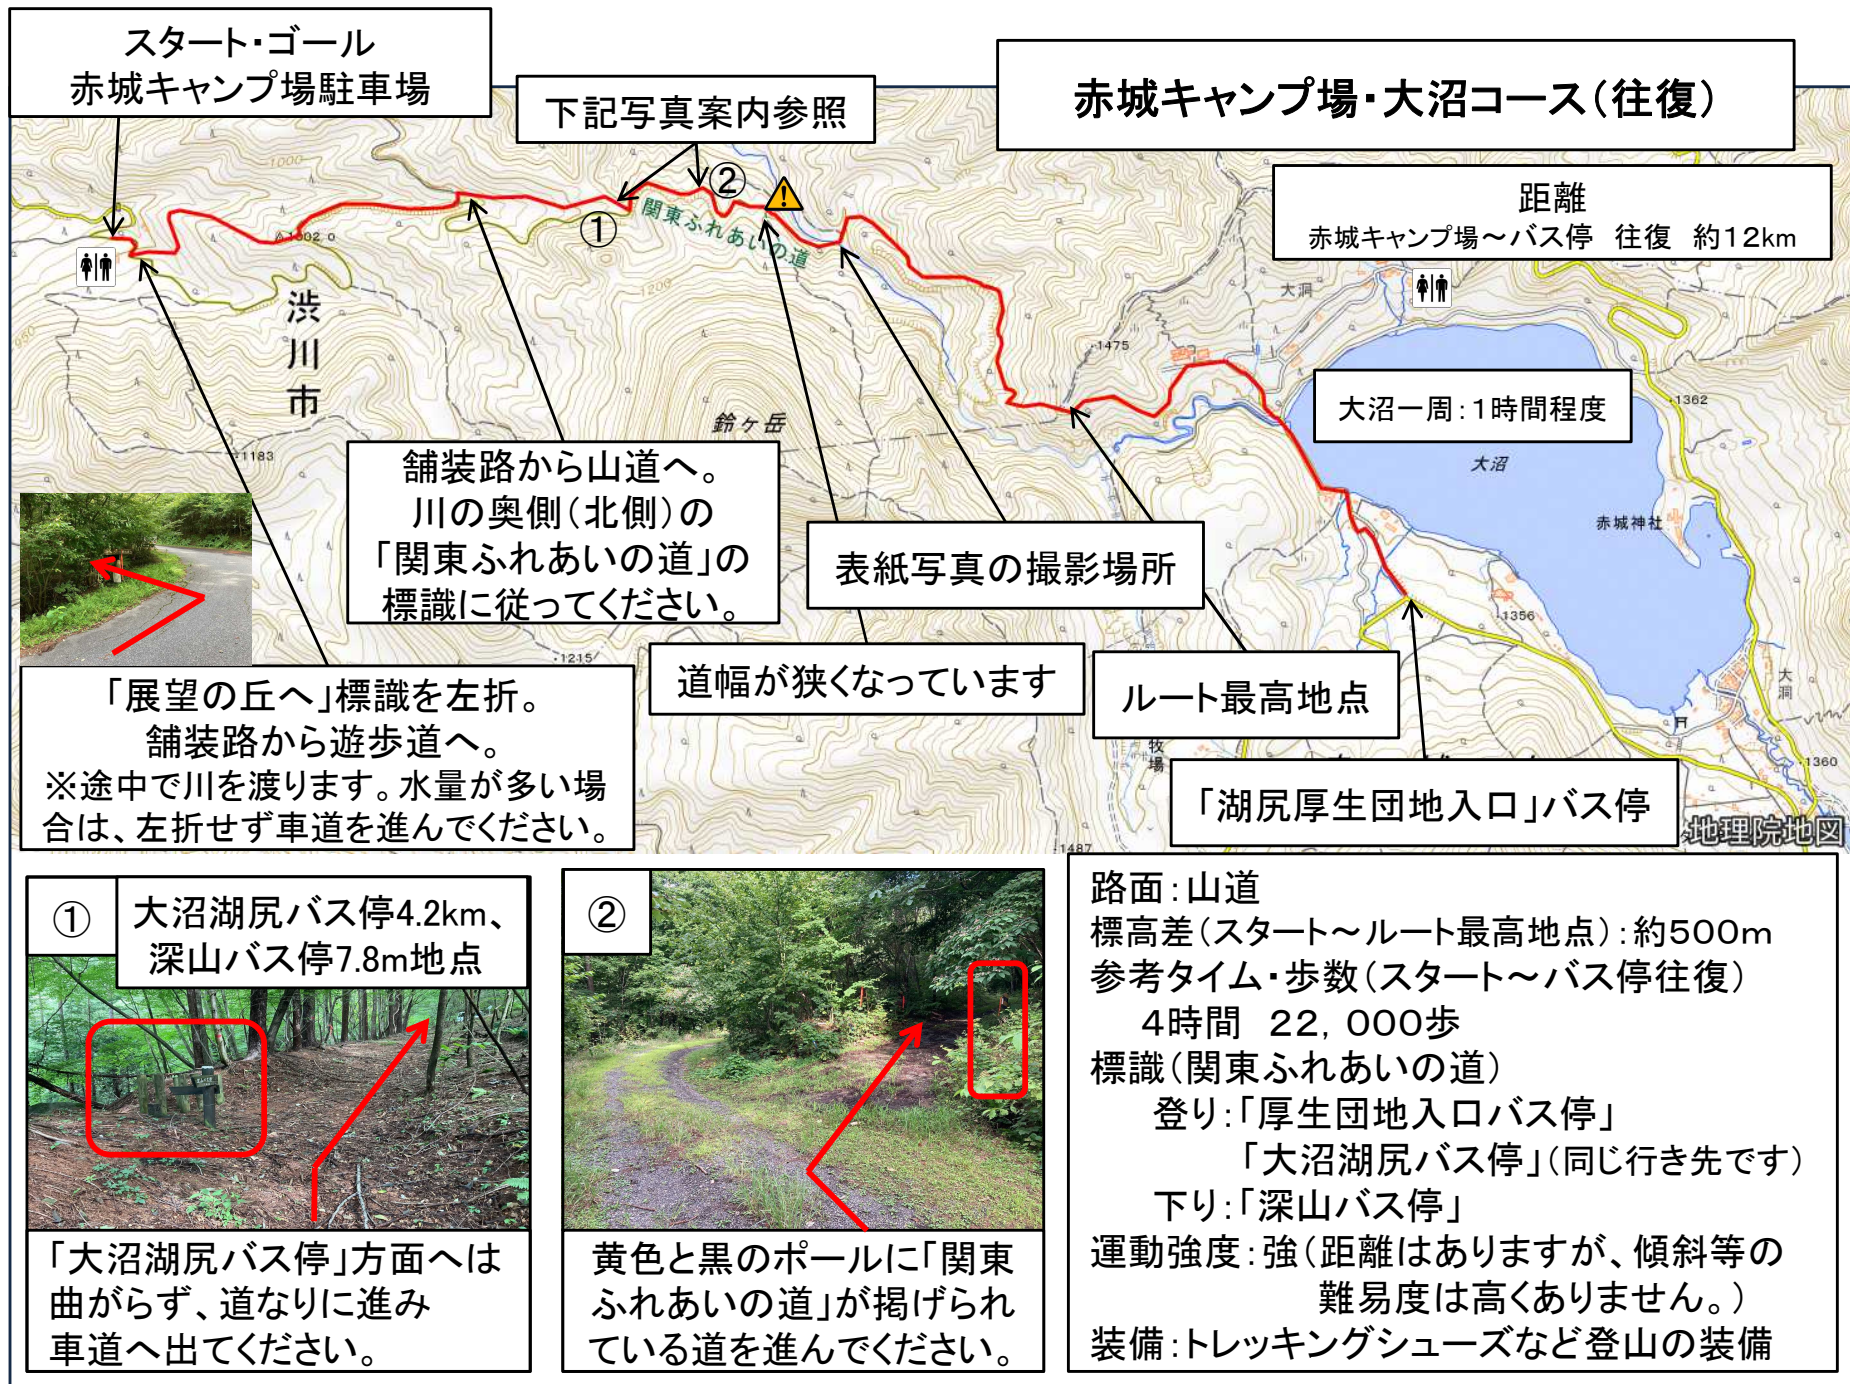 スタート・ゴール
赤城キャンプ場駐車場
下記写真案内参照
赤城キャンプ場・大沼コース(往復)
距離
赤城キャンプ場～バス停 往復 約12km
①
②
関東ふれあいの道
1000
1002.0
950
1200
渋川市
1183
鈴ヶ岳
1475
大洞
1362
大沼一周:1時間程度
大沼
赤城神社
1356
1215
大洞
1360
牧場
1487
舗装路から山道へ。
川の奥側(北側)の
「関東ふれあいの道」の
標識に従ってください。
表紙写真の撮影場所
道幅が狭くなっています
ルート最高地点
「湖尻厚生団地入口」バス停
地理院地図
「展望の丘へ」標識を左折。
舗装路から遊歩道へ。
※途中で川を渡ります。水量が多い場
合は、左折せず車道を進んでください。
①
大沼湖尻バス停4.2km、
深山バス停7.8m地点
「大沼湖尻バス停」方面へは
曲がらず、道なりに進み
車道へ出てください。
②
黄色と黒のポールに「関東
ふれあいの道」が掲げられ
ている道を進んでください。
路面:山道
標高差(スタート～ルート最高地点):約500m
参考タイム・歩数(スタート～バス停往復)
4時間 22,000歩
標識(関東ふれあいの道)
登り:「厚生団地入口バス停」
「大沼湖尻バス停」(同じ行き先です)
下り:「深山バス停」
運動強度:強(距離はありますが、傾斜等の
難易度は高くありません。)
装備:トレッキングシューズなど登山の装備